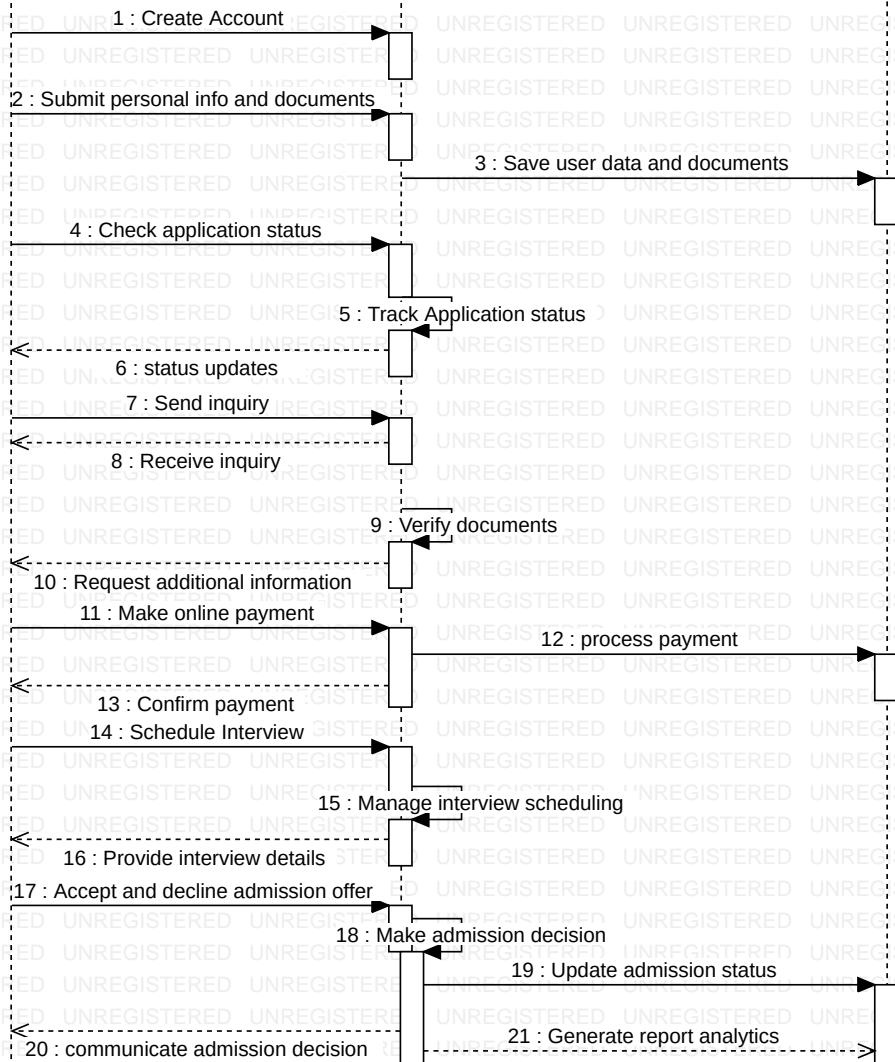 1 : Create Account
2 : Submit personal info and documents
3 : Save user data and documents
4 : Check application status
5 : Track Application status
6 : status updates
7 : Send inquiry
8 : Receive inquiry
9 : Verify documents
10 : Request additional information
11 : Make online payment
12 : process payment
13 : Confirm payment
14 : Schedule Interview
15 : Manage interview scheduling
16 : Provide interview details
17 : Accept and decline admission offer
18 : Make admission decision
19 : Update admission status
20 : communicate admission decision
21 : Generate report analytics
UNREGISTERED